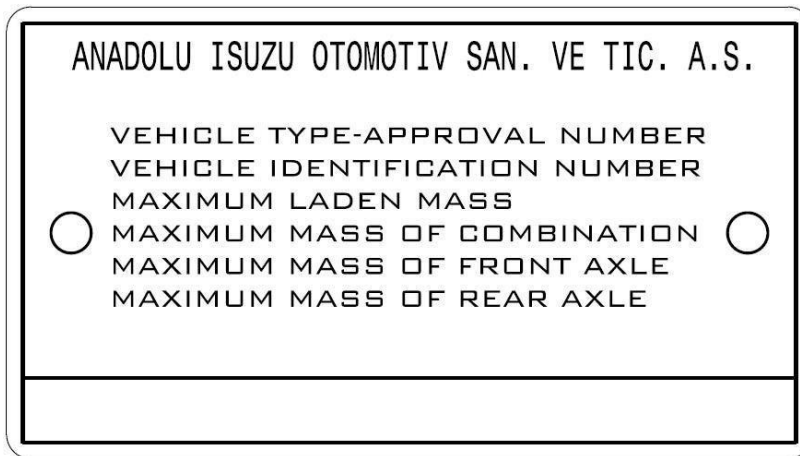 ANADOLU ISUZU OTOMOTIV SAN. VE TIC. A.S.
VEHICLE TYPE-APPROVAL NUMBER
VEHICLE IDENTIFICATION NUMBER
MAXIMUM LADEN MASS
MAXIMUM MASS OF COMBINATION
MAXIMUM MASS OF FRONT AXLE
MAXIMUM MASS OF REAR AXLE